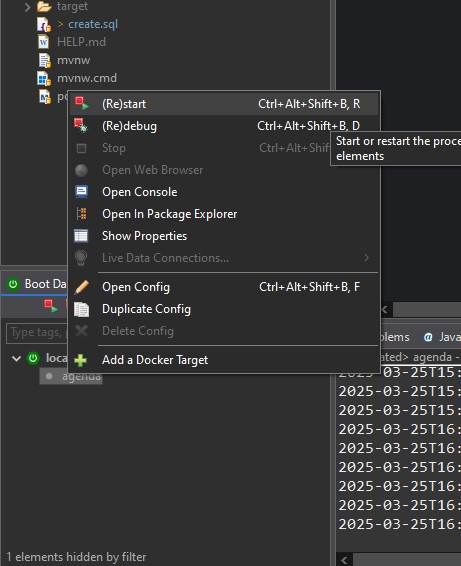 target
> create.sql
HELP.md
mvnw
mvnw.cmd
(Re)start Ctrl+Alt+Shift+B, R
(Re)debug Ctrl+Alt+Shift+B, D
Stop Ctrl+Alt+Shift
Start or restart the proce
elements
Open Web Browser
Open Console
Open In Package Explorer
Show Properties
Live Data Connections...
Open Config Ctrl+Alt+Shift+B, F
Duplicate Config
Delete Config
Add a Docker Target
Boot Da
blems Java
Type tags,
loca
ated> agenda -
agenda
2025-03-25T15:
2025-03-25T15:
2025-03-25T15:
2025-03-25T16:
2025-03-25T16:
2025-03-25T16:
2025-03-25T16:
2025-03-25T16:
2025-03-25T16:
1 elements hidden by filter